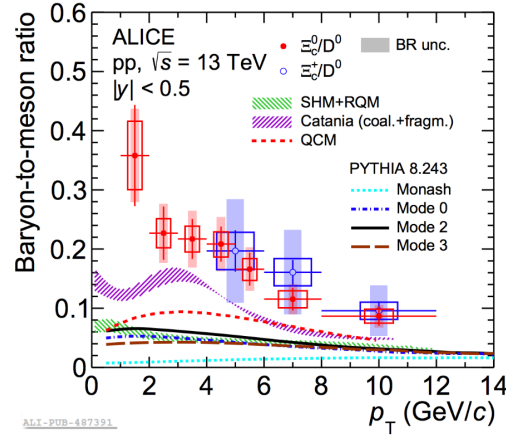 Baryon-to-meson ratio
0.6
0.5
0.4
0.3
0.2
0.1
0
ALICE
pp, √s = 13 TeV
|y| < 0.5
Ξc0/D0
Ξc+/D0
BR unc.
SHM+RQM
Catania (coal.+fragm.)
QCM
PYTHIA 8.243
Monash
Mode 0
Mode 2
Mode 3
0 2 4 6 8 10 12 14
pT (GeV/c)
ALI-PUB-487391